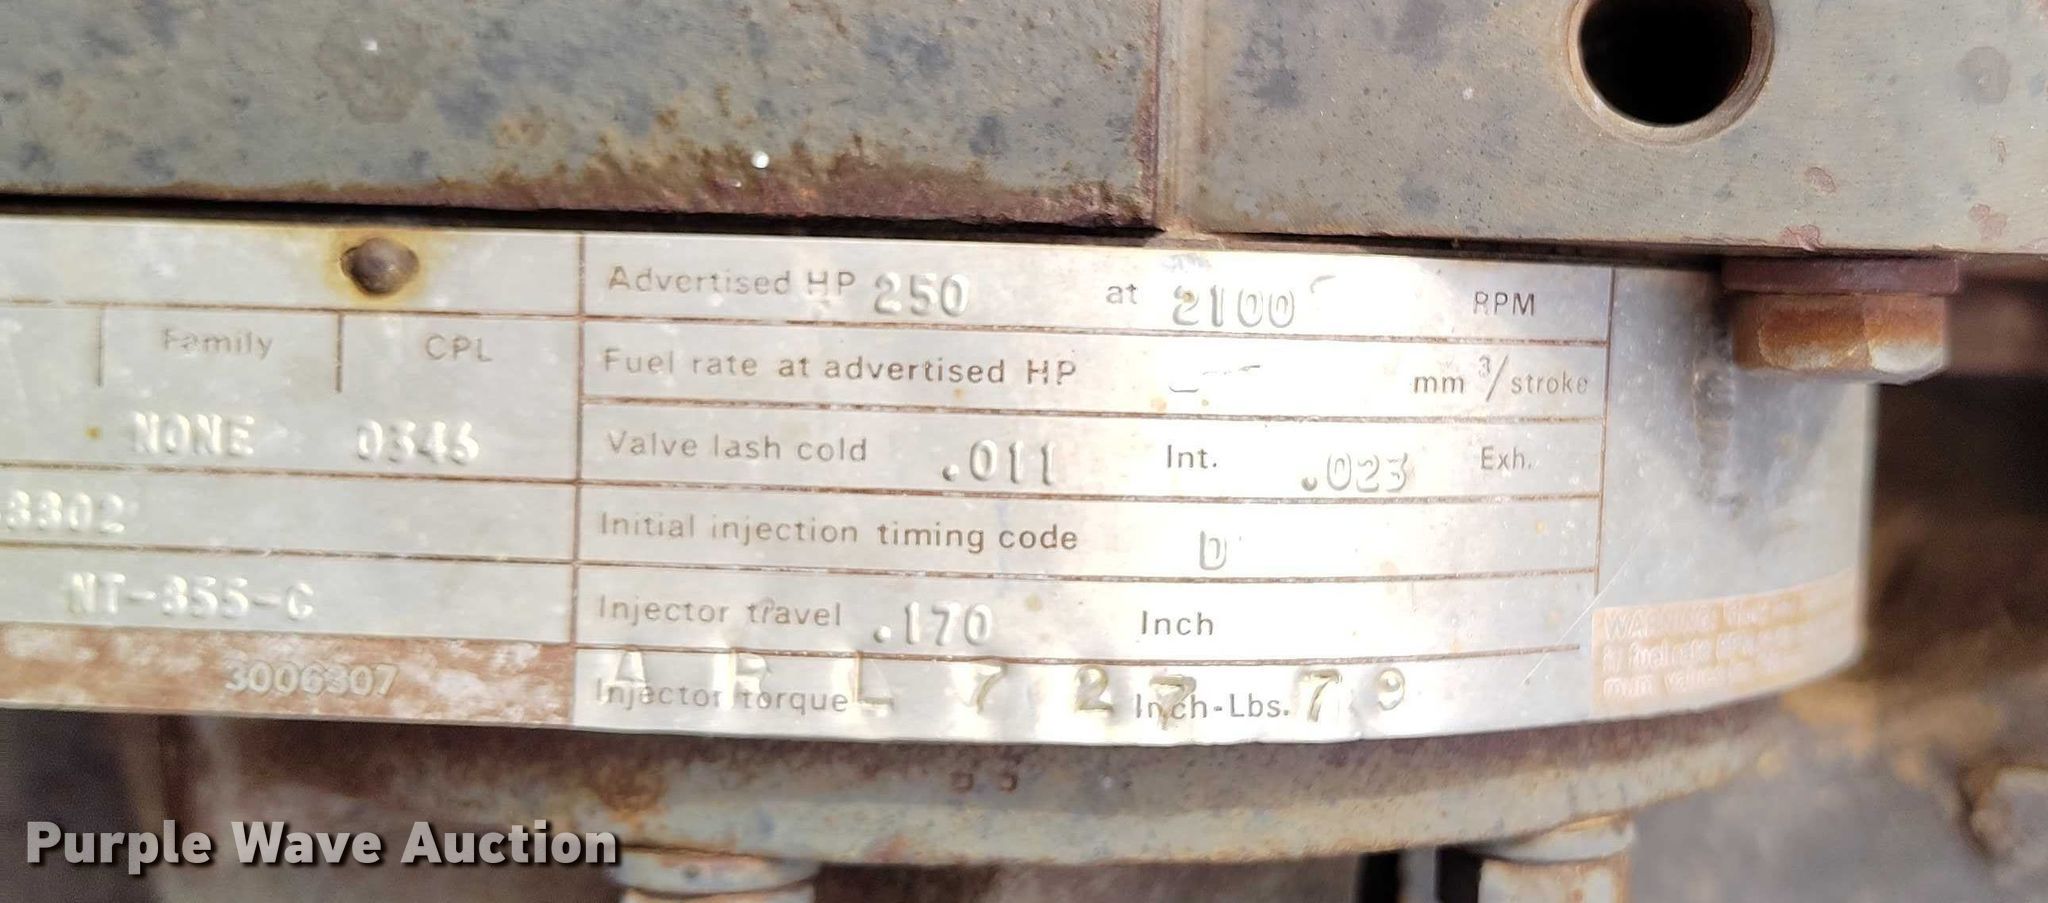 Advertised HP 250 at 2100 RPM
Family CPL
Fuel rate at advertised HP mm³/stroke
NONE 0346
Valve lash cold .011 Int. .023 Exh.
3302
Initial injection timing code
NT-855-C
Injector travel .170 Inch
3006307
A R L 7 2 7 7 9
Injector torque Inch-Lbs.
WARNING:
Purple Wave Auction